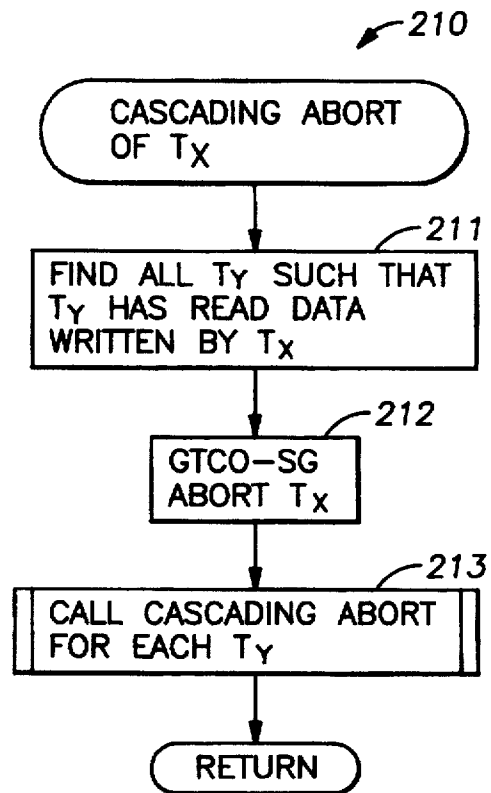 210
CASCADING ABORT
OF TX
211
FIND ALL TY SUCH THAT
TY HAS READ DATA
WRITTEN BY TX
212
GTCO-SG
ABORT TX
213
CALL CASCADING ABORT
FOR EACH TY
RETURN